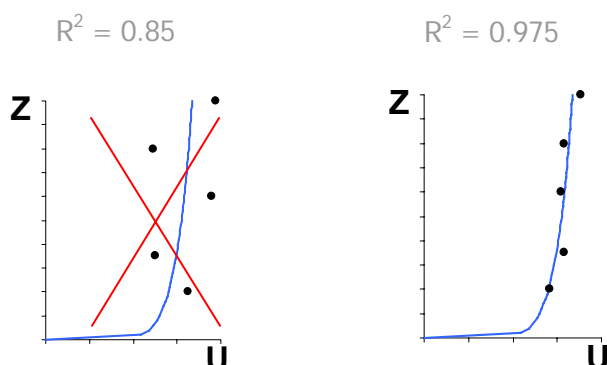 R² = 0.85
R² = 0.975
Z
Z
U
U